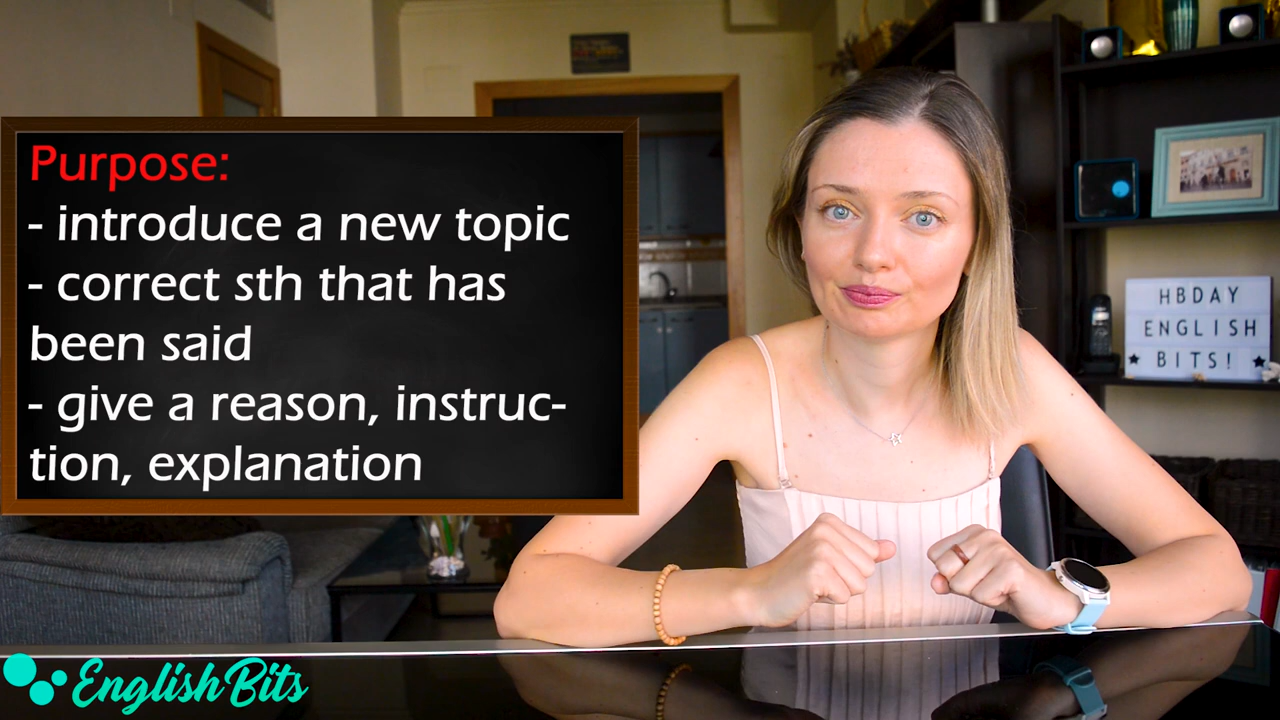 Purpose:
- introduce a new topic
- correct sth that has
been said
- give a reason, instruc-
tion, explanation
HBDAY
ENGLISH
BITS!
EnglishBits